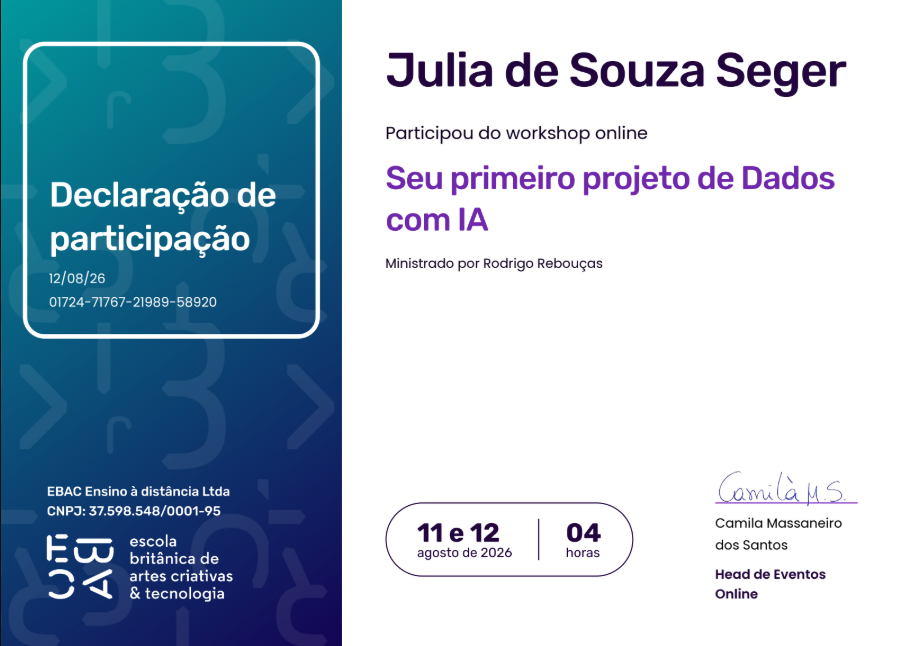 Declaração de
participação
12/08/26
01724-71767-21989-58920
EBAC Ensino à distância Ltda
CNPJ: 37.598.548/0001-95
EBAC
escola
britânica de
artes criativas
& tecnologia
Julia de Souza Seger
Participou do workshop online
Seu primeiro projeto de Dados
com IA
Ministrado por Rodrigo Rebouças
11 e 12
agosto de 2026
04
horas
Camila M.S.
Camila Massaneiro
dos Santos
Head de Eventos
Online